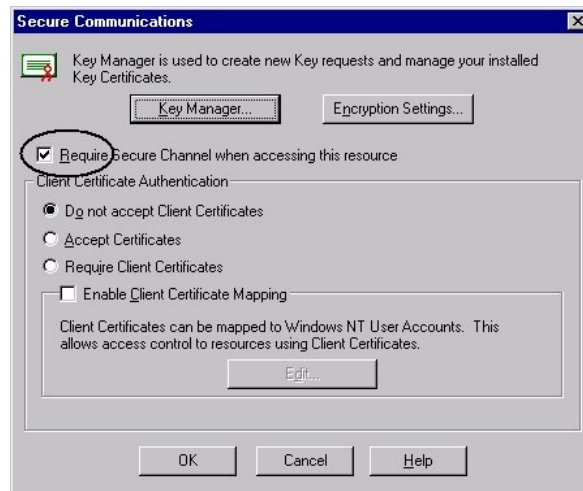 Secure Communications
Key Manager is used to create new Key requests and manage your installed
Key Certificates.
Key Manager...
Encryption Settings...
Require Secure Channel when accessing this resource
Client Certificate Authentication
Do not accept Client Certificates
Accept Certificates
Require Client Certificates
Enable Client Certificate Mapping
Client Certificates can be mapped to Windows NT User Accounts. This
allows access control to resources using Client Certificates.
Edit...
OK
Cancel
Help